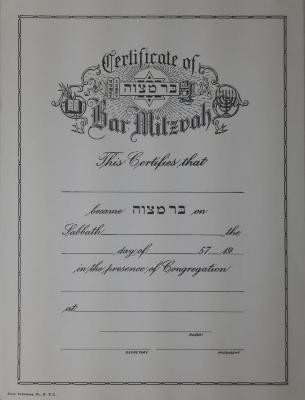 Certificate of
בר מצוה
Bar Mitzvah
This Certifies that
became בר מצוה on
Sabbath the
day of 57 19
in the presence of Congregation
at
RABBI
SECRETARY PRESIDENT